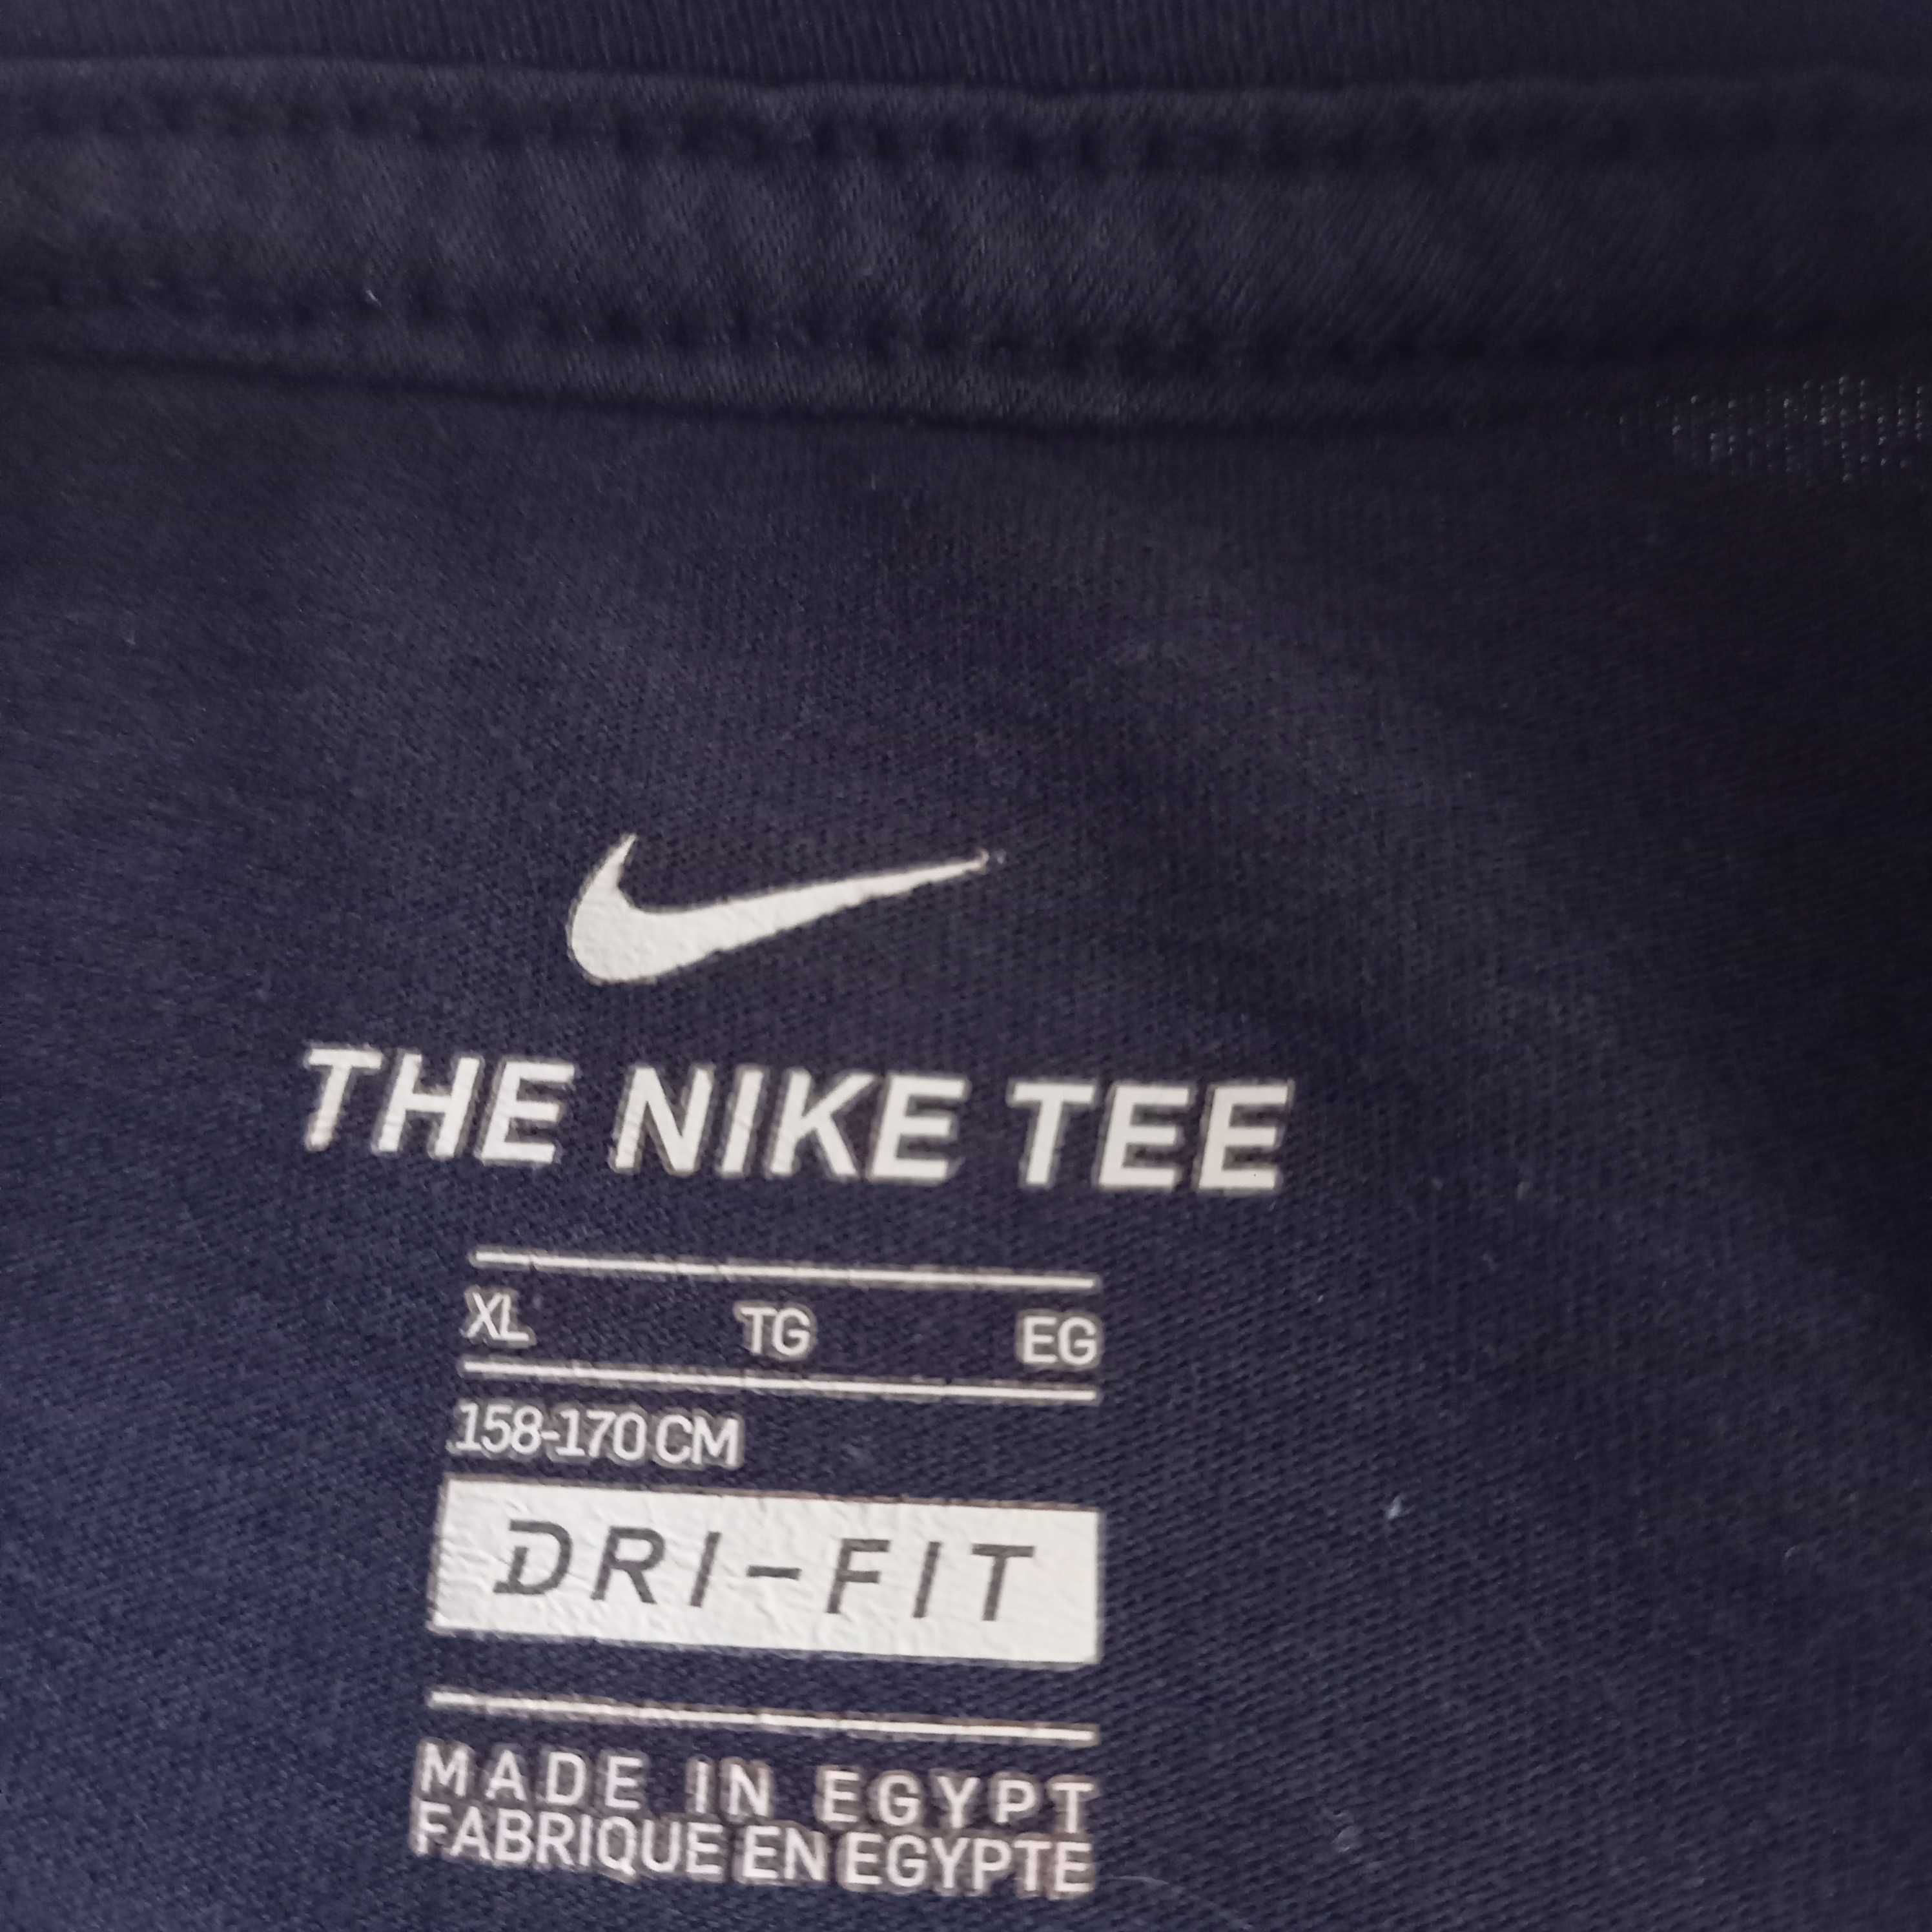 THE NIKE TEE
XL TG EG
158-170 CM
DRI-FIT
MADE IN EGYPT
FABRIQUE EN EGYPTE